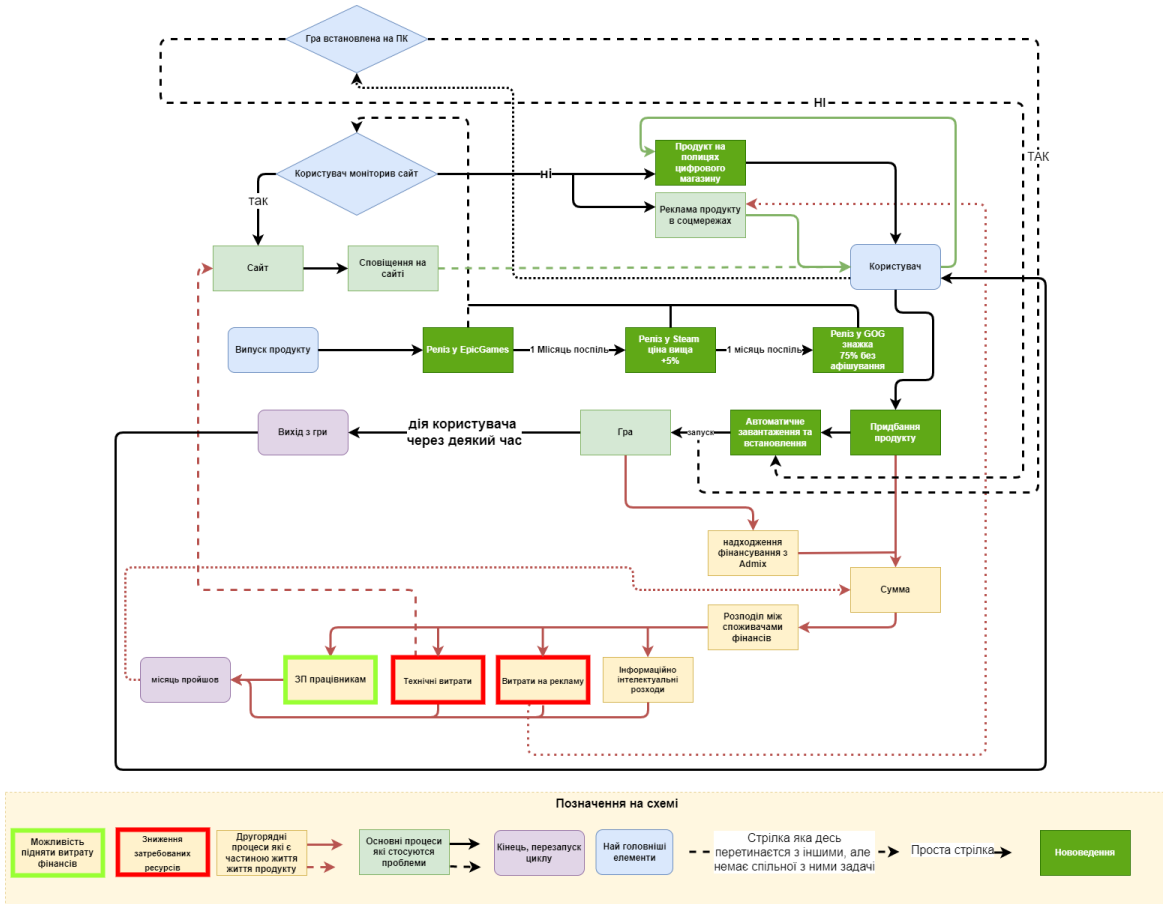 Гра встановлена на ПК
НІ
ТАК
Користувач моніторив сайт
ні
так
Продукт на
полицях
цифрового
магазину
Реклама продукту
в соцмережах
Сайт
Сповіщення на
сайті
Користувач
Випуск продукту
Реліз у EpicGames
1 МІісяць поспіль
Реліз у Steam
ціна вища
+5%
1 місяць поспіль
Реліз у GOG
знажка
75% без
афішування
Вихід з гри
дія користувача
через деякий час
Гра
запуск
Автоматичне
завантаження та
встановлення
Придбання
продукту
надходження
фінансування з
Admix
Сумма
Розподіл між
споживачами
фінансів
місяць пройшов
ЗП працівникам
Технічні витрати
Витрати на рекламу
Інформаційно
інтелектуальні
розходи
Позначення на схемі
Можливість
підняти витрату
фінансів
Зниження
затребованих
ресурсів
Другорядні
процеси які є
частиною життя
життя продукту
Основні процеси
які стосуются
проблеми
Кінець, перезапуск
циклу
Най головніші
елементи
Стрілка яка десь
перетинается з іншими, але
немає спільної з ними задачі
Проста стрілка
Нововедення